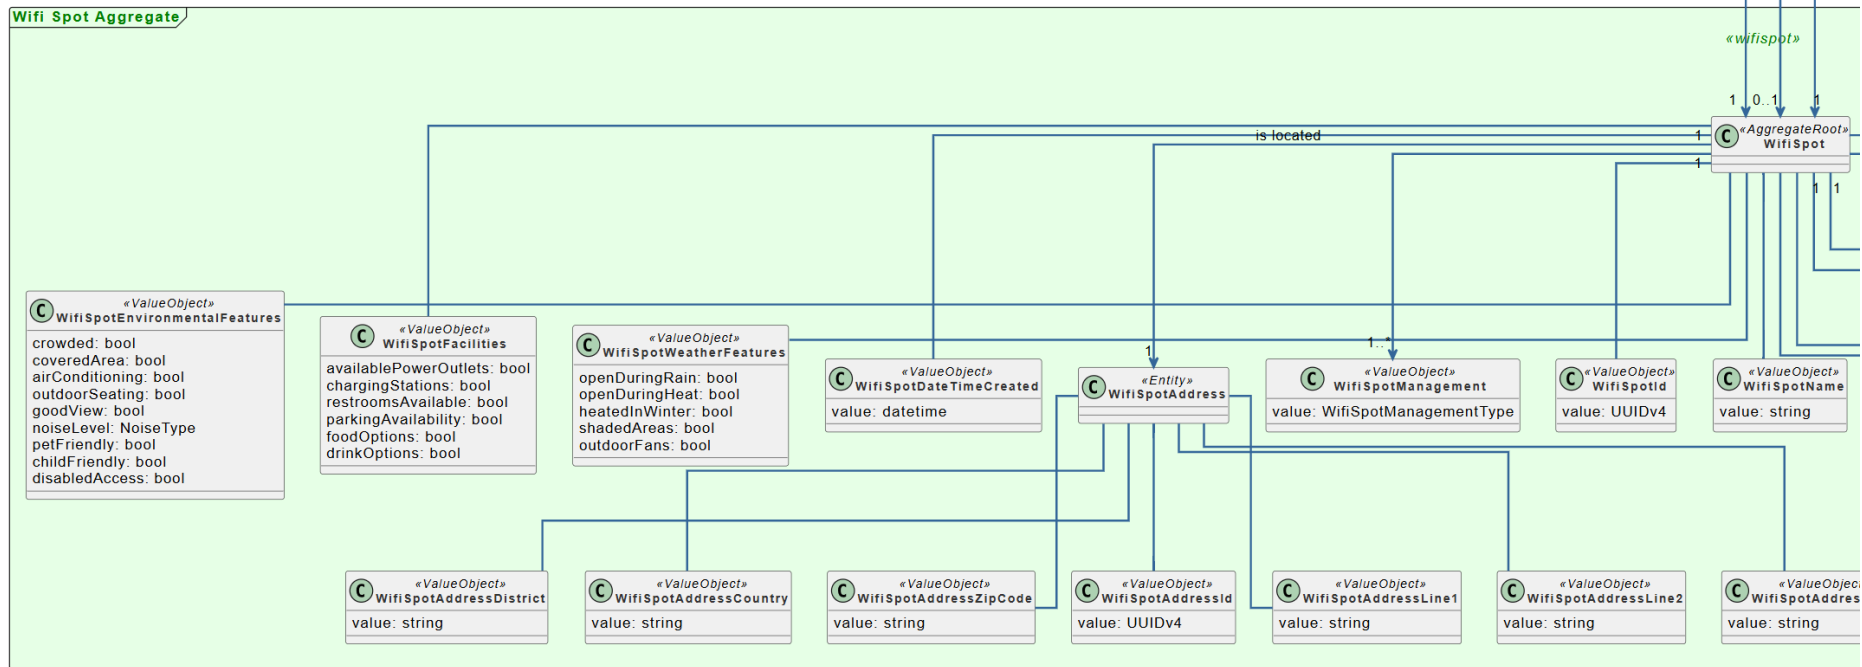 Wifi Spot Aggregate
«wifispot»
1
0..1
1
«AggregateRoot»
WifiSpot
is located
1
1
1
1
1
1..*
«ValueObject»
WifiSpotEnvironmentalFeatures
crowded: bool
coveredArea: bool
airConditioning: bool
outdoorSeating: bool
goodView: bool
noiseLevel: NoiseType
petFriendly: bool
childFriendly: bool
disabledAccess: bool
«ValueObject»
WifiSpotFacilities
availablePowerOutlets: bool
chargingStations: bool
restroomsAvailable: bool
parkingAvailability: bool
foodOptions: bool
drinkOptions: bool
«ValueObject»
WifiSpotWeatherFeatures
openDuringRain: bool
openDuringHeat: bool
heatedInWinter: bool
shadedAreas: bool
outdoorFans: bool
«ValueObject»
WifiSpotDateTimeCreated
value: datetime
«Entity»
WifiSpotAddress
«ValueObject»
WifiSpotManagement
value: WifiSpotManagementType
«ValueObject»
WifiSpotId
value: UUIDv4
«ValueObject»
WifiSpotName
value: string
«ValueObject»
WifiSpotAddressDistrict
value: string
«ValueObject»
WifiSpotAddressCountry
value: string
«ValueObject»
WifiSpotAddressZipCode
value: string
«ValueObject»
WifiSpotAddressId
value: UUIDv4
«ValueObject»
WifiSpotAddressLine1
value: string
«ValueObject»
WifiSpotAddressLine2
value: string
«ValueObjec
WifiSpotAddres
value: string